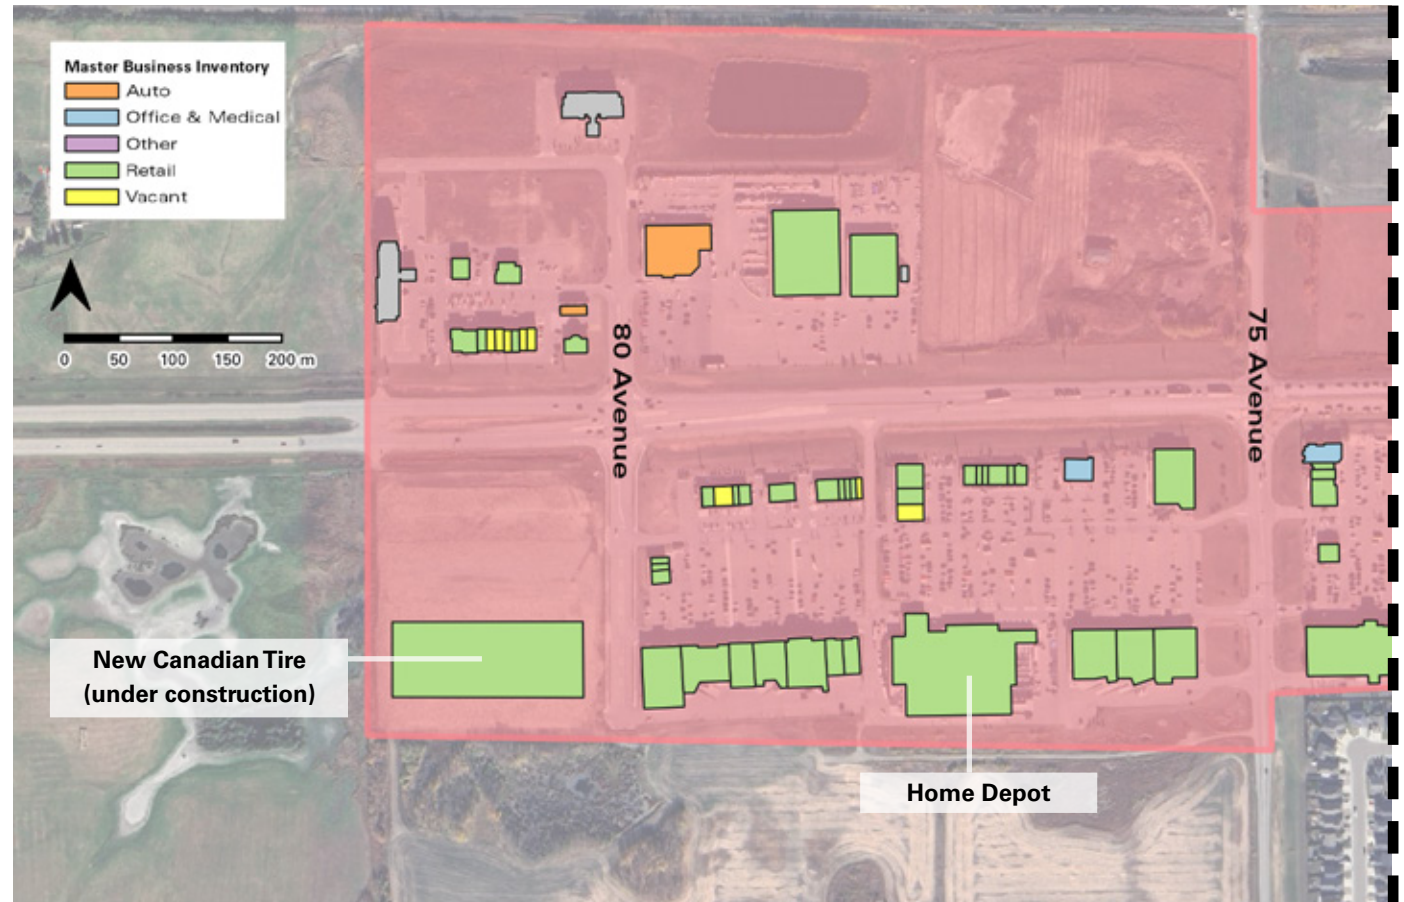 Master Business Inventory
Auto
Office & Medical
Other
Retail
Vacant
0 50 100 150 200 m
80 Avenue
75 Avenue
New Canadian Tire
(under construction)
Home Depot